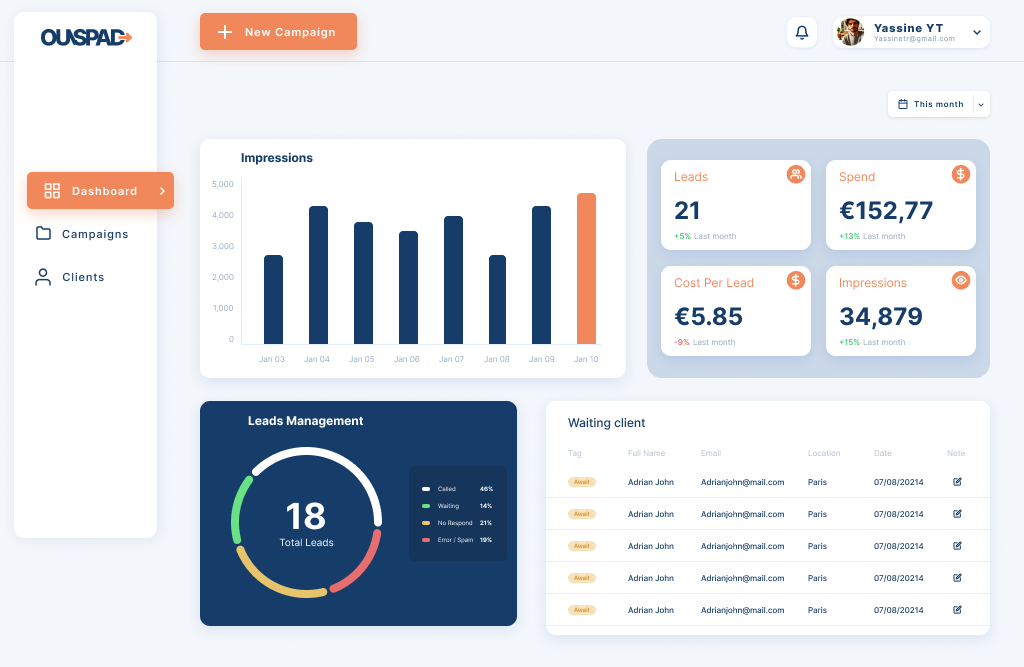 OUNSPAD
New Campaign
Yassine YT
Yassinetr@gmail.com
This month
Dashboard
Campaigns
Clients
Impressions
5,000
4,000
3,000
2,000
1,000
0
Jan 03 Jan 04 Jan 05 Jan 06 Jan 07 Jan 08 Jan 09 Jan 10
Leads
21
+5% Last month
Spend
€152,77
+13% Last month
Cost Per Lead
€5.85
-9% Last month
Impressions
34,879
+15% Last month
Leads Management
18
Total Leads
Called 46%
Waiting 14%
No Respond 21%
Error / Spam 19%
Waiting client
Tag Full Name Email Location Date Note
Await Adrian John Adrianjohn@mail.com Paris 07/08/20214
Await Adrian John Adrianjohn@mail.com Paris 07/08/20214
Await Adrian John Adrianjohn@mail.com Paris 07/08/20214
Await Adrian John Adrianjohn@mail.com Paris 07/08/20214
Await Adrian John Adrianjohn@mail.com Paris 07/08/20214